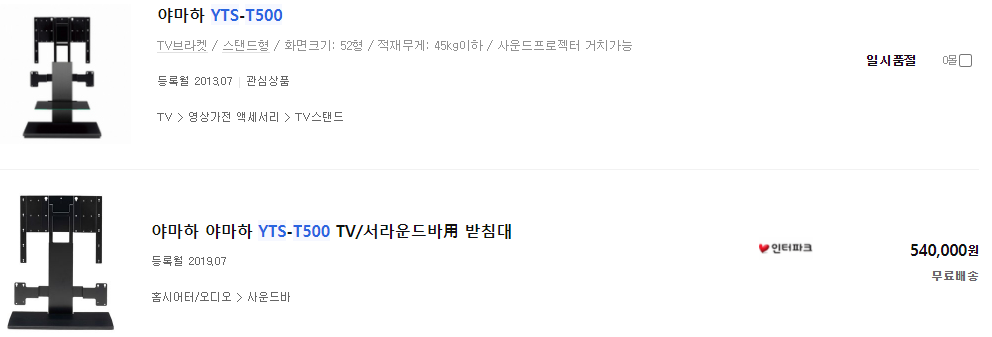 야마하 YTS-T500
TV브라켓 / 스탠드형 / 화면크기: 52형 / 적재무게: 45kg이하 / 사운드프로젝터 거치가능
일시품절 0몰
등록월 2013.07 | 관심상품
TV > 영상가전 액세서리 > TV스탠드
야마하 야마하 YTS-T500 TV/서라운드바用 받침대
인터파크 540,000원
등록월 2019.07
무료배송
홈시어터/오디오 > 사운드바